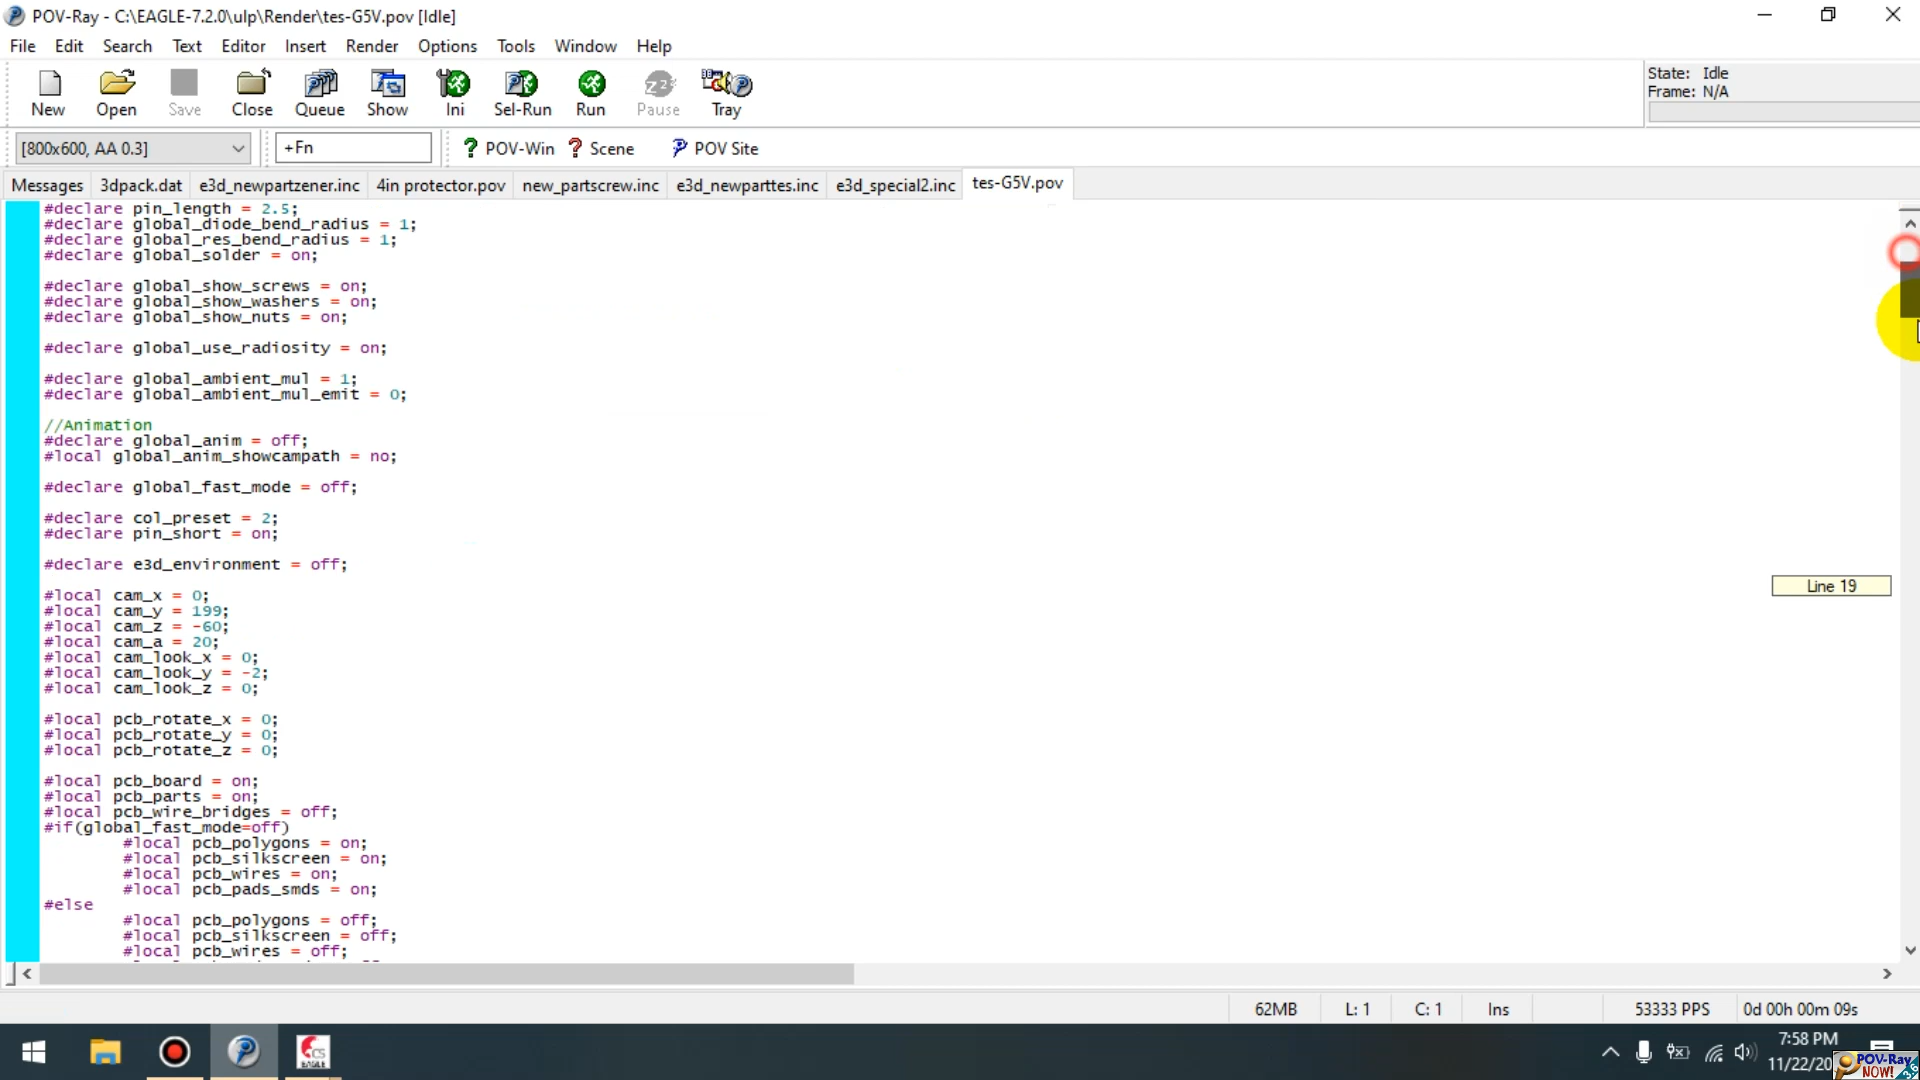 POV-Ray - C:\EAGLE-7.2.0\ulp\Render\tes-G5V.pov [Idle]
File Edit Search Text Editor Insert Render Options Tools Window Help
New Open Save Close Queue Show Ini Sel-Run Run Pause Tray
State: Idle
Frame: N/A
[800x600, AA 0.3] +Fn ? POV-Win ? Scene POV Site
Messages 3dpack.dat e3d_newpartzener.inc 4in protector.pov new_partscrew.inc e3d_newparttes.inc e3d_special2.inc tes-G5V.pov
#declare pin_length = 2.5;
#declare global_diode_bend_radius = 1;
#declare global_res_bend_radius = 1;
#declare global_solder = on;
#declare global_show_screws = on;
#declare global_show_washers = on;
#declare global_show_nuts = on;
#declare global_use_radiosity = on;
#declare global_ambient_mul = 1;
#declare global_ambient_mul_emit = 0;
//Animation
#declare global_anim = off;
#local global_anim_showcampath = no;
#declare global_fast_mode = off;
#declare col_preset = 2;
#declare pin_short = on;
#declare e3d_environment = off;
Line 19
#local cam_x = 0;
#local cam_y = 199;
#local cam_z = -60;
#local cam_a = 20;
#local cam_look_x = 0;
#local cam_look_y = -2;
#local cam_look_z = 0;
#local pcb_rotate_x = 0;
#local pcb_rotate_y = 0;
#local pcb_rotate_z = 0;
#local pcb_board = on;
#local pcb_parts = on;
#local pcb_wire_bridges = off;
#if(global_fast_mode=off)
#local pcb_polygons = on;
#local pcb_silkscreen = on;
#local pcb_wires = on;
#local pcb_pads_smds = on;
#else
#local pcb_polygons = off;
#local pcb_silkscreen = off;
#local pcb_wires = off;
62MB L: 1 C: 1 Ins 53333 PPS 0d 00h 00m 09s
CS
EAGLE
7:58 PM
11/22/20
POV-Ray
NOW! 3.6